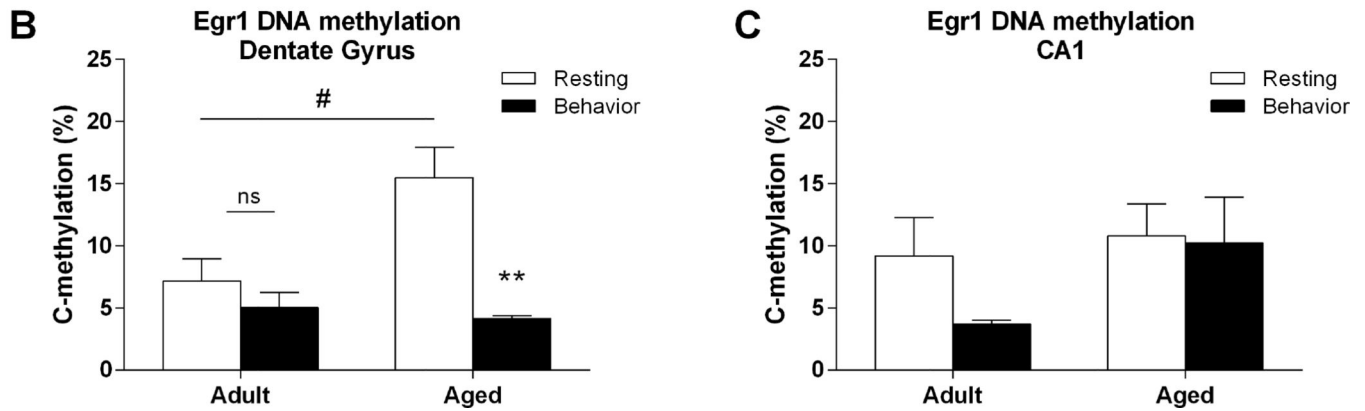 B
Egr1 DNA methylation
Dentate Gyrus
C-methylation (%)
25
20
15
10
5
0
Resting
Behavior
#
ns
**
Adult
Aged
C
Egr1 DNA methylation
CA1
C-methylation (%)
25
20
15
10
5
0
Resting
Behavior
Adult
Aged